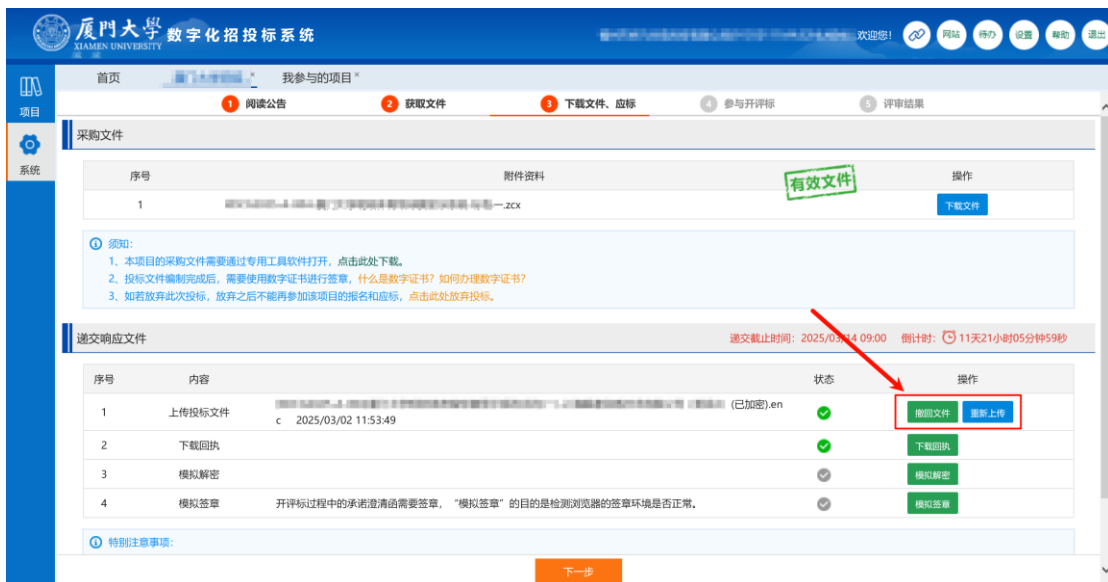 厦門大學 数字化招投标系统
XIAMEN UNIVERSITY
欢迎您! 网站 待办 设置 帮助 退出
项目
系统
首页 × 我参与的项目 ×
1 阅读公告 2 获取文件 3 下载文件、应标 4 参与开评标 5 评审结果
采购文件
序号 附件资料 操作
有效文件
1 一.zcx 下载文件
须知:
1、本项目的采购文件需要通过专用工具软件打开，点击此处下载。
2、投标文件编制完成后，需要使用数字证书进行签章，什么是数字证书？如何办理数字证书？
3、如若放弃此次投标，放弃之后不能再参加该项目的报名和应标，点击此处放弃投标。
递交响应文件 递交截止时间：2025/03/14 09:00 倒计时： 11天21小时05分钟59秒
序号 内容 状态 操作
1 上传投标文件 (已加密).en
c 2025/03/02 11:53:49 撤回文件 重新上传
2 下载回执 下载回执
3 模拟解密 模拟解密
4 模拟签章 开评标过程中的承诺澄清函需要签章，“模拟签章”的目的是检测浏览器的签章环境是否正常。 模拟签章
特别注意事项:
下一步